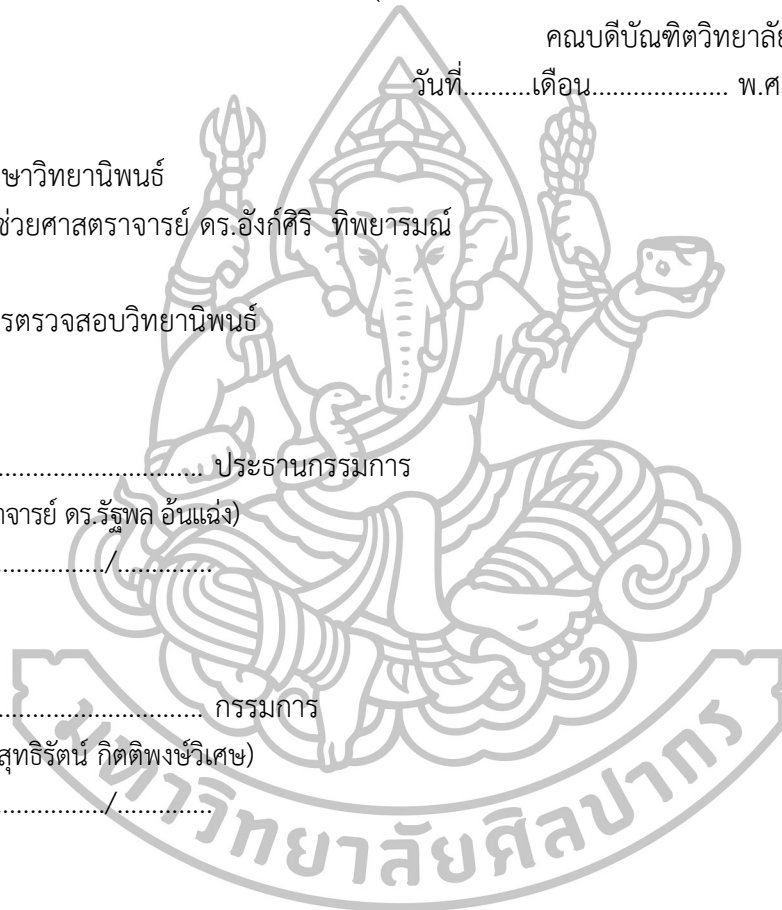 คณบดีบัณฑิตวิทยาลัย
วันที่..........เดือน.................... พ.ศ
ษาวิทยานิพนธ์
ช่วยศาสตราจารย์ ดร.อังก์ศิริ ทิพยารมณ์
รตรวจสอบวิทยานิพนธ์
............................... ประธานกรรมการ
าจารย์ ดร.รัฐพล อ้นแฉ่ง)
................/..............
............................... กรรมการ
สุทธิรัตน์ กิตติพงษ์วิเศษ)
................/..............
มหาวิทยาลัยศิลปากร